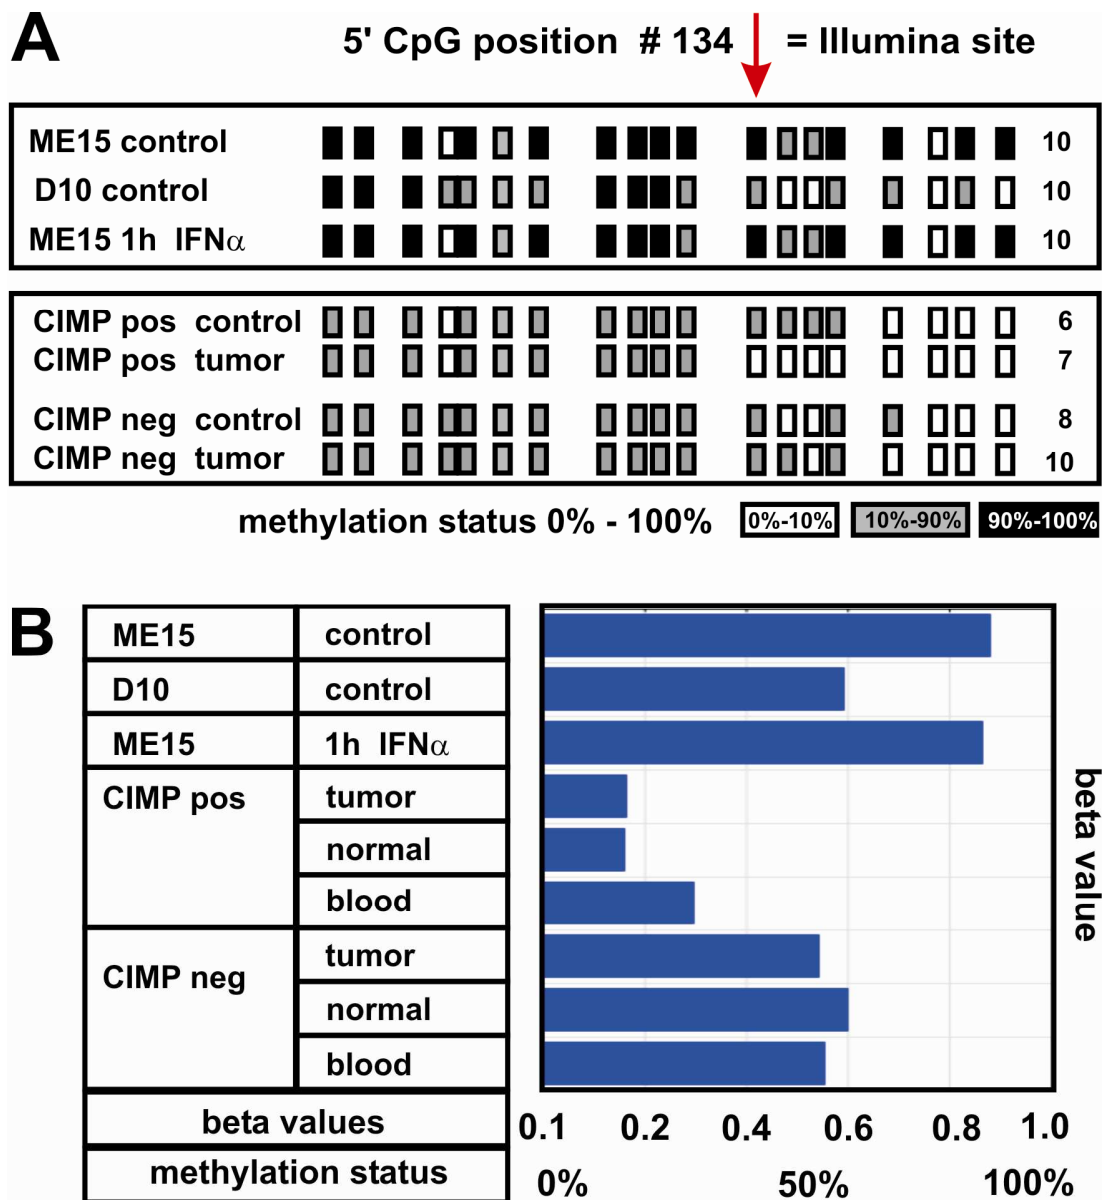 A
5' CpG position # 134 = Illumina site
ME15 control 10
D10 control 10
ME15 1h IFNα 10
CIMP pos control 6
CIMP pos tumor 7
CIMP neg control 8
CIMP neg tumor 10
methylation status 0% - 100% 0%-10% 10%-90% 90%-100%
B
ME15 control
D10 control
ME15 1h IFNα
CIMP pos tumor
normal
blood
CIMP neg tumor
normal
blood
beta value
beta values 0.1 0.2 0.4 0.6 0.8 1.0
methylation status 0% 50% 100%